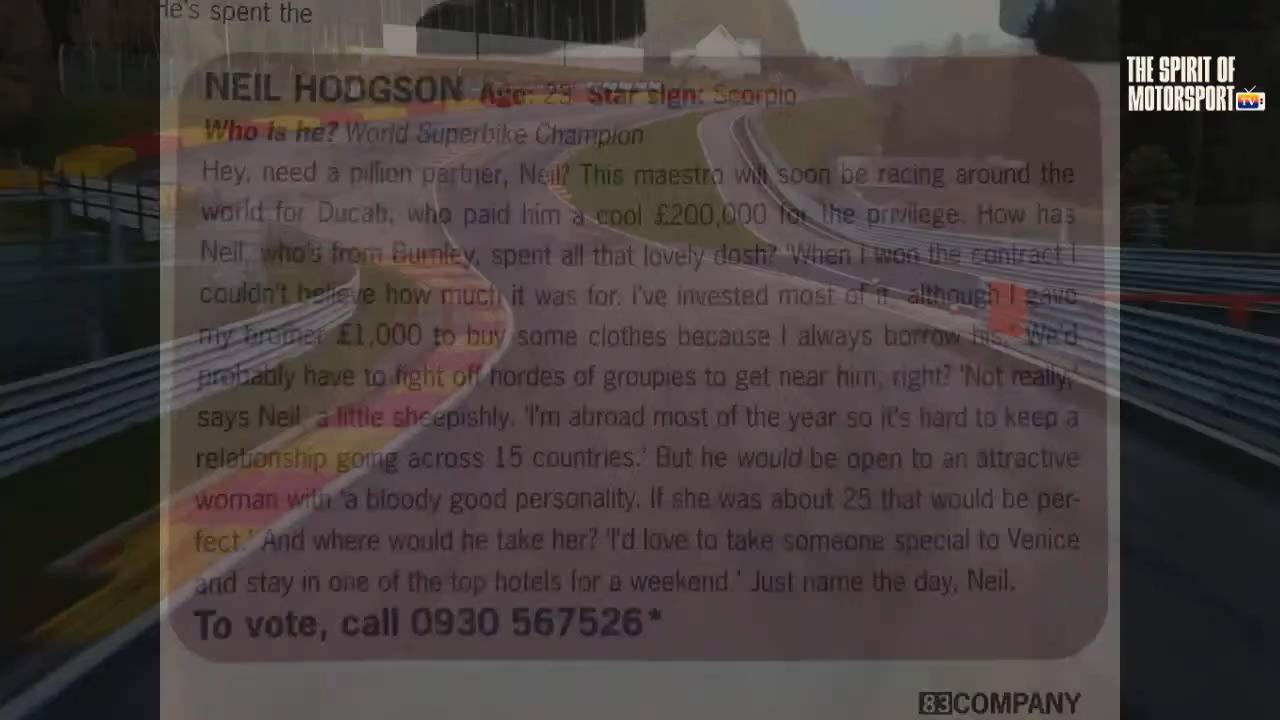 He's spent the
THE SPIRIT OF
MOTORSPORT TV
NEIL HODGSON Age: 23 Star sign: Scorpio
Who is he? World Superbike Champion
Hey, need a pillion partner, Neil? This maestro will soon be racing around the
world for Ducati, who paid him a cool £200,000 for the privilege. How has
Neil, who's from Burnley, spent all that lovely dosh? 'When I won the contract I
couldn't believe how much it was for. I've invested most of it although I gave
my brother £1,000 to buy some clothes because I always borrow his.' We'd
probably have to fight off hordes of groupies to get near him, right? 'Not really,'
says Neil, a little sheepishly. 'I'm abroad most of the year so it's hard to keep a
relationship going across 15 countries.' But he would be open to an attractive
woman with 'a bloody good personality. If she was about 25 that would be per-
fect.' And where would he take her? 'I'd love to take someone special to Venice
and stay in one of the top hotels for a weekend.' Just name the day, Neil.
To vote, call 0930 567526*
83COMPANY